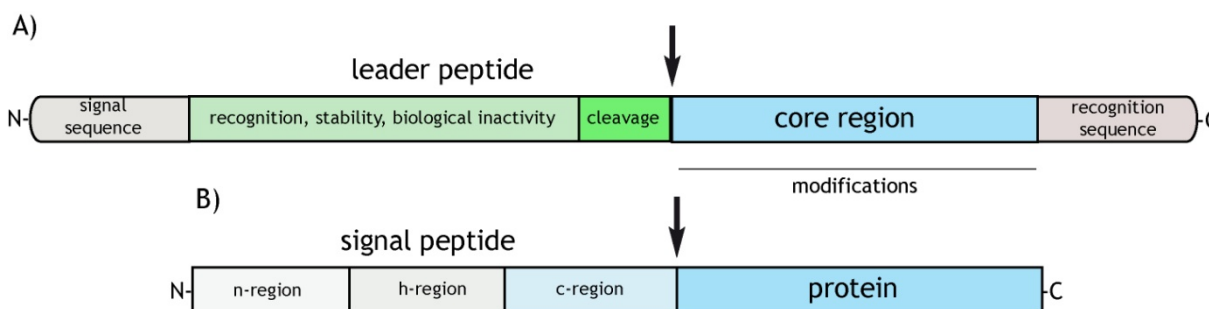 A)
leader peptide
N-
signal sequence
recognition, stability, biological inactivity
cleavage
core region
recognition sequence
modifications
B)
signal peptide
N-
n-region
h-region
c-region
protein
-C